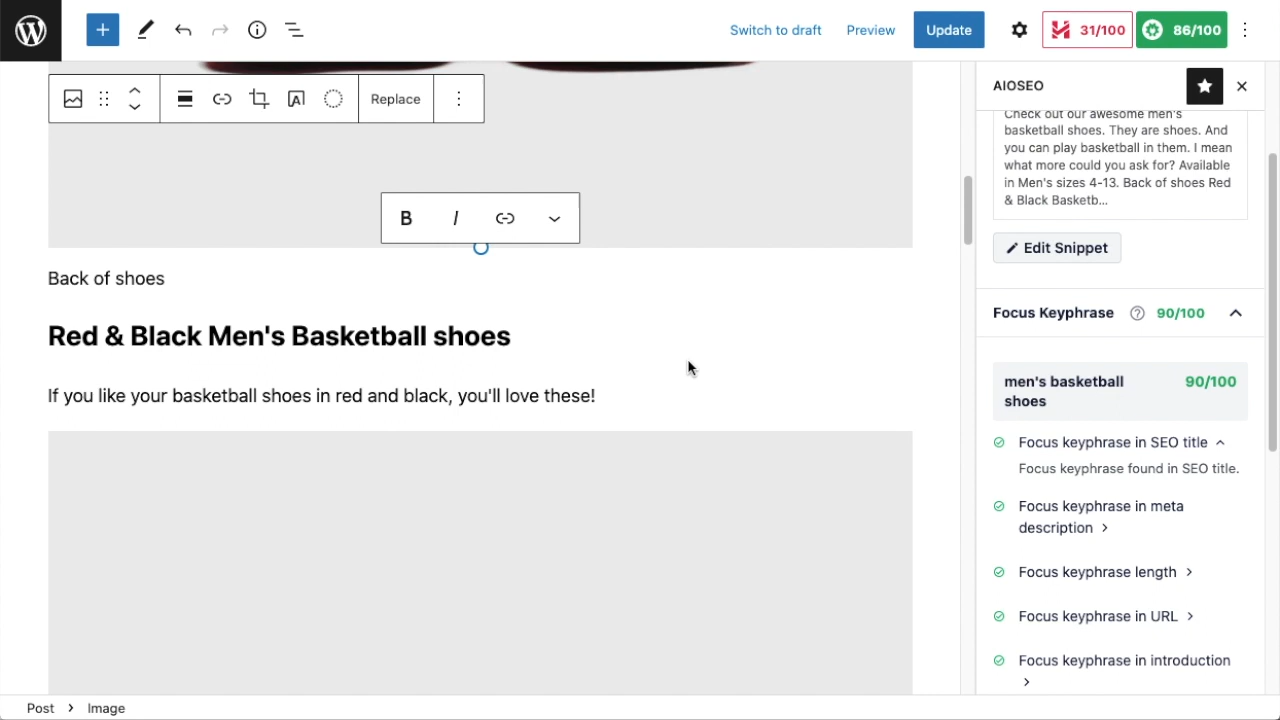 Switch to draft
Preview
Update
31/100
86/100
AIOSEO
Replace
Check out our awesome men's
basketball shoes. They are shoes. And
you can play basketball in them. I mean
what more could you ask for? Available
in Men's sizes 4-13. Back of shoes Red
& Black Basketb...
B I
Edit Snippet
Back of shoes
Red & Black Men's Basketball shoes
If you like your basketball shoes in red and black, you'll love these!
Focus Keyphrase
90/100
men's basketball
shoes
90/100
Focus keyphrase in SEO title
Focus keyphrase found in SEO title.
Focus keyphrase in meta
description
Focus keyphrase length
Focus keyphrase in URL
Focus keyphrase in introduction
Post
Image